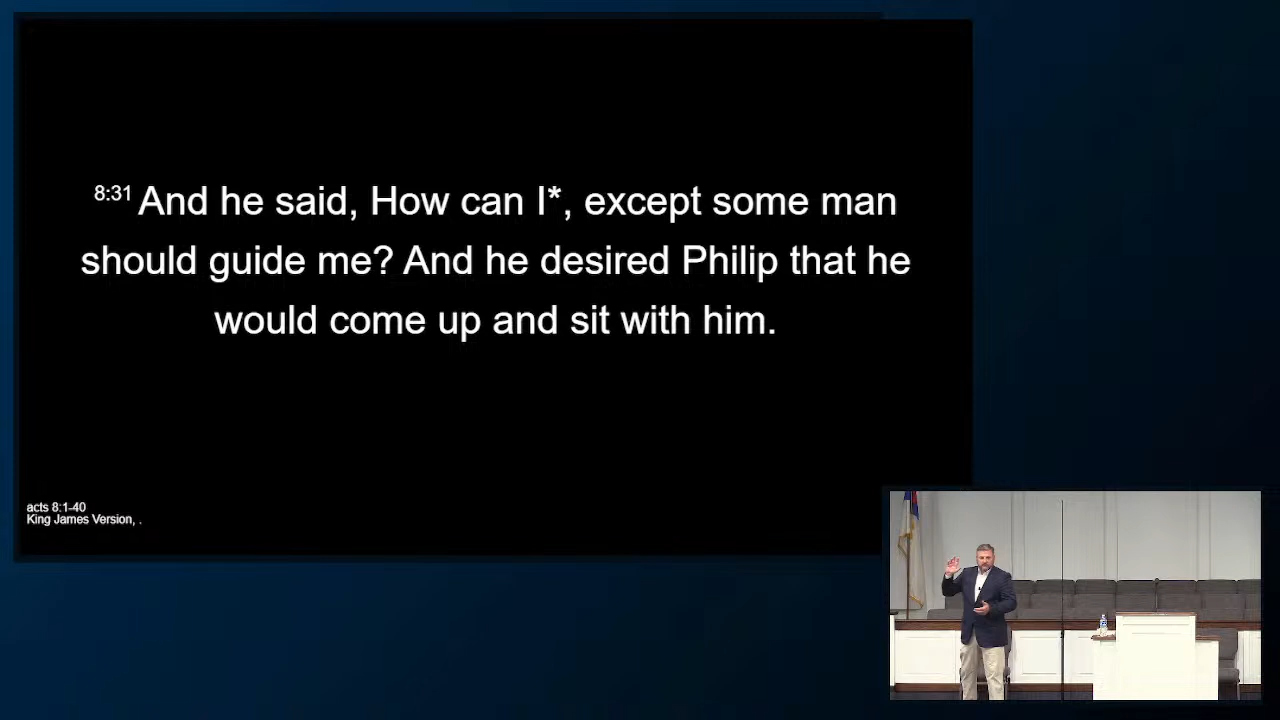 8:31 And he said, How can I*, except some man
should guide me? And he desired Philip that he
would come up and sit with him.
acts 8:1-40
King James Version, .